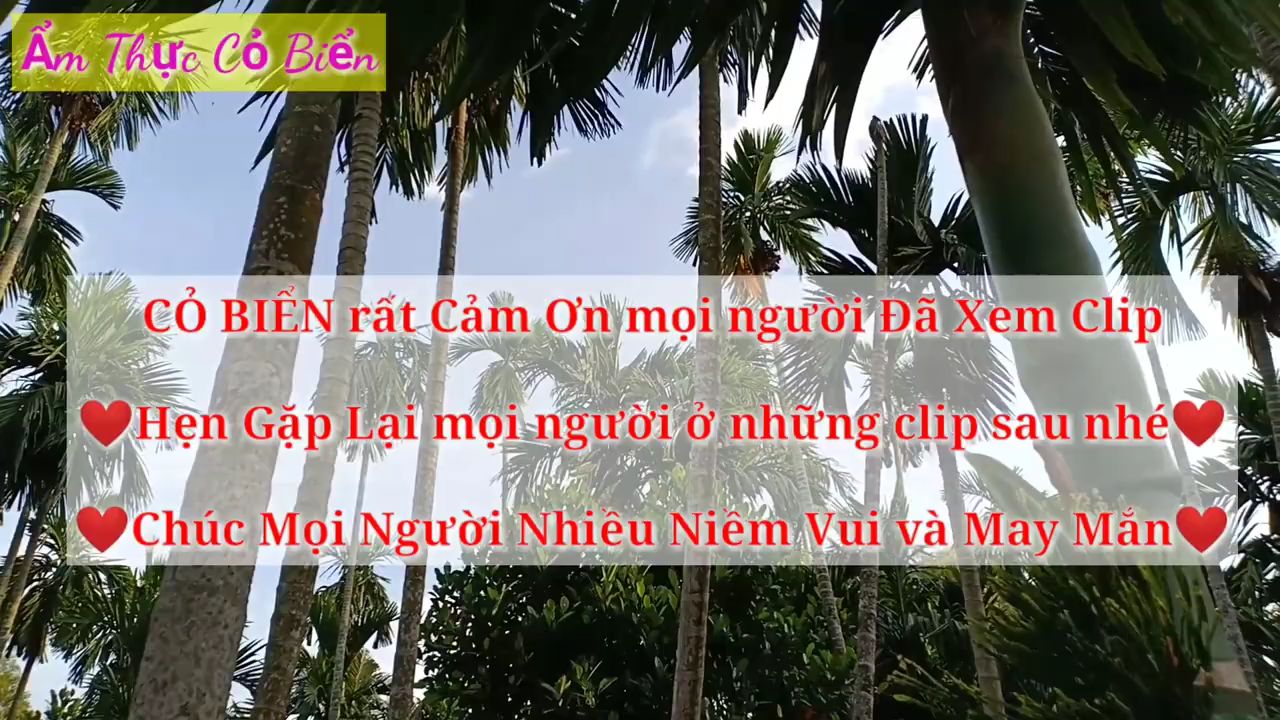 Ẩm Thực Cỏ Biển
CỎ BIỂN rất Cảm Ơn mọi người Đã Xem Clip
❤️Hẹn Gặp Lại mọi người ở những clip sau nhé❤️
❤️Chúc Mọi Người Nhiều Niềm Vui và May Mắn❤️